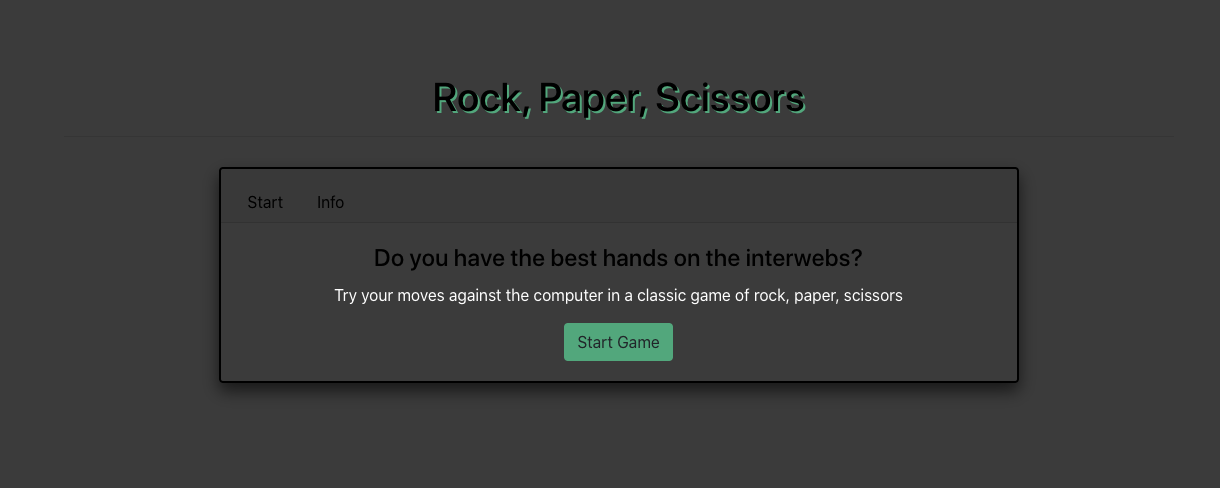 Rock, Paper, Scissors
Start Info
Do you have the best hands on the interwebs?
Try your moves against the computer in a classic game of rock, paper, scissors
Start Game